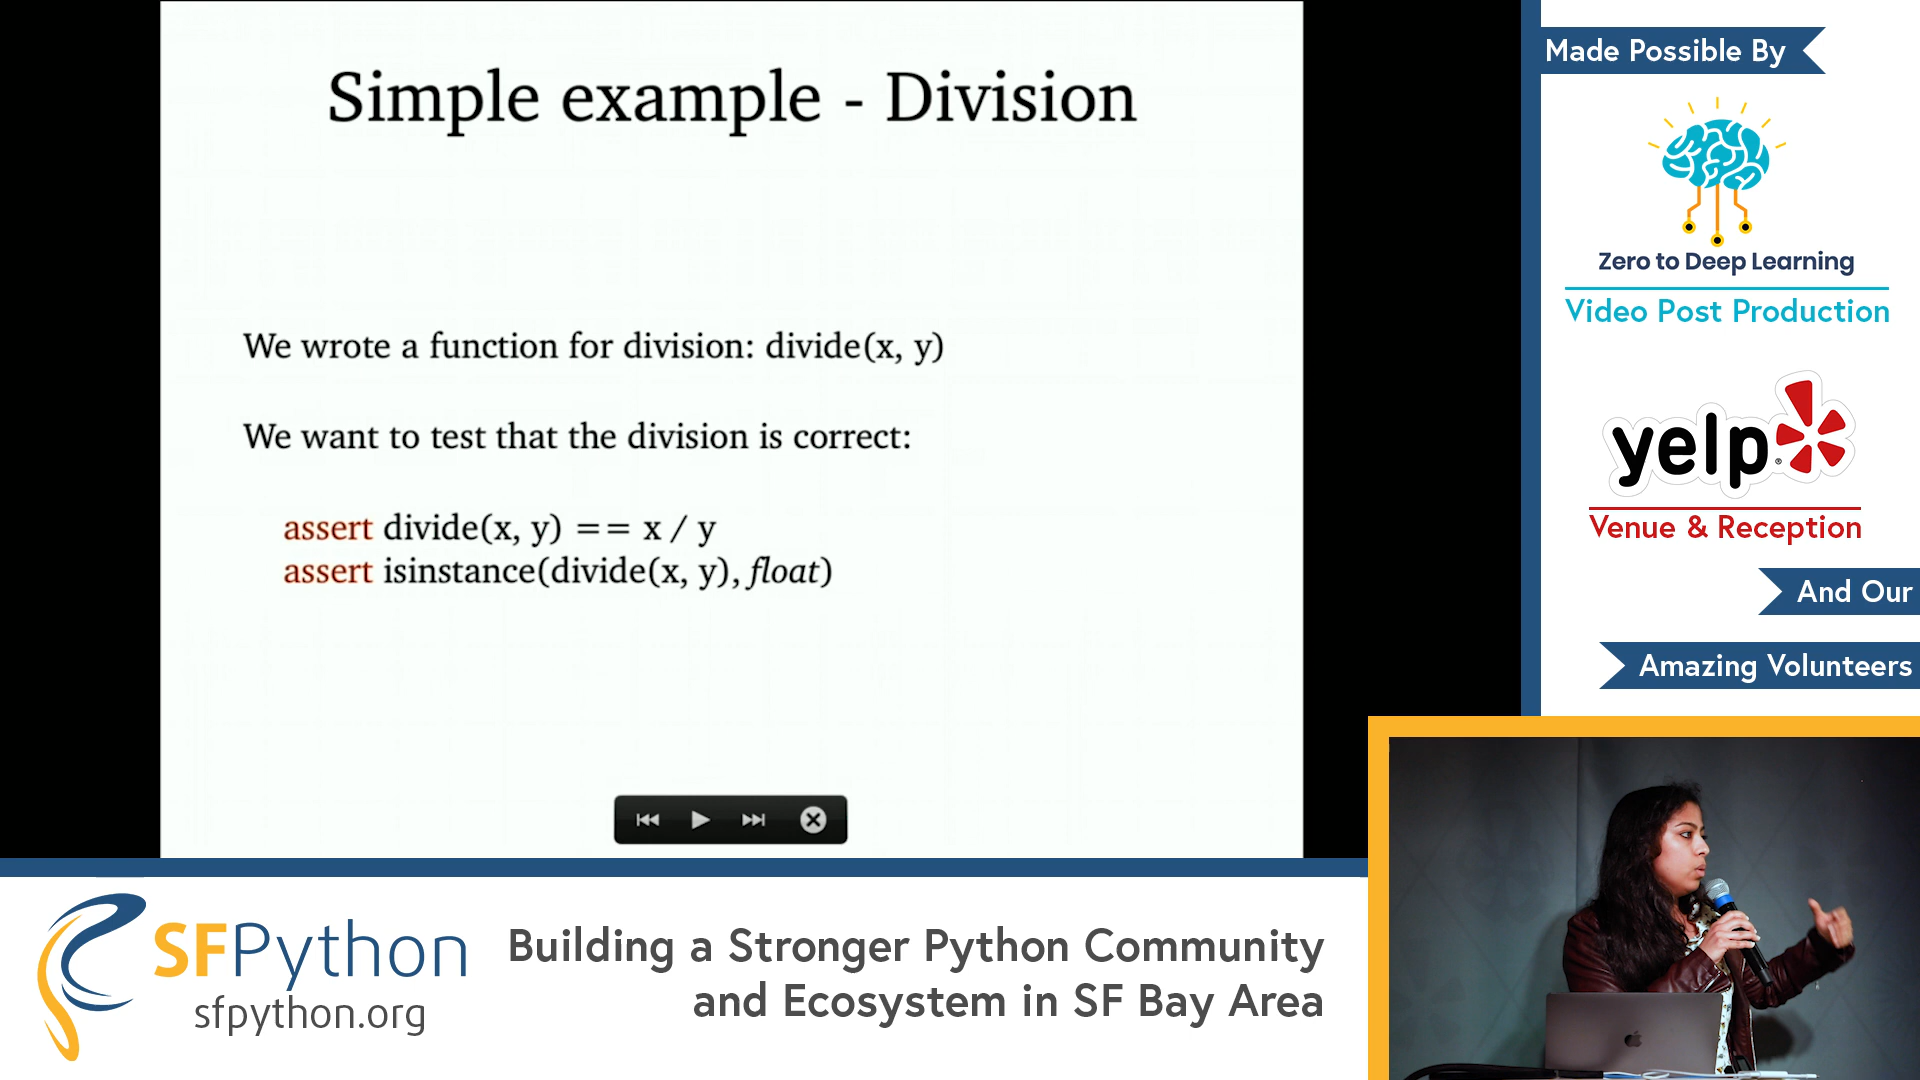 Simple example - Division
We wrote a function for division: divide(x, y)
We want to test that the division is correct:
assert divide(x, y) == x / y
assert isinstance(divide(x, y), float)
Made Possible By
Zero to Deep Learning
Video Post Production
yelp
Venue & Reception
And Our
Amazing Volunteers
SFPython
sfpython.org
Building a Stronger Python Community
and Ecosystem in SF Bay Area